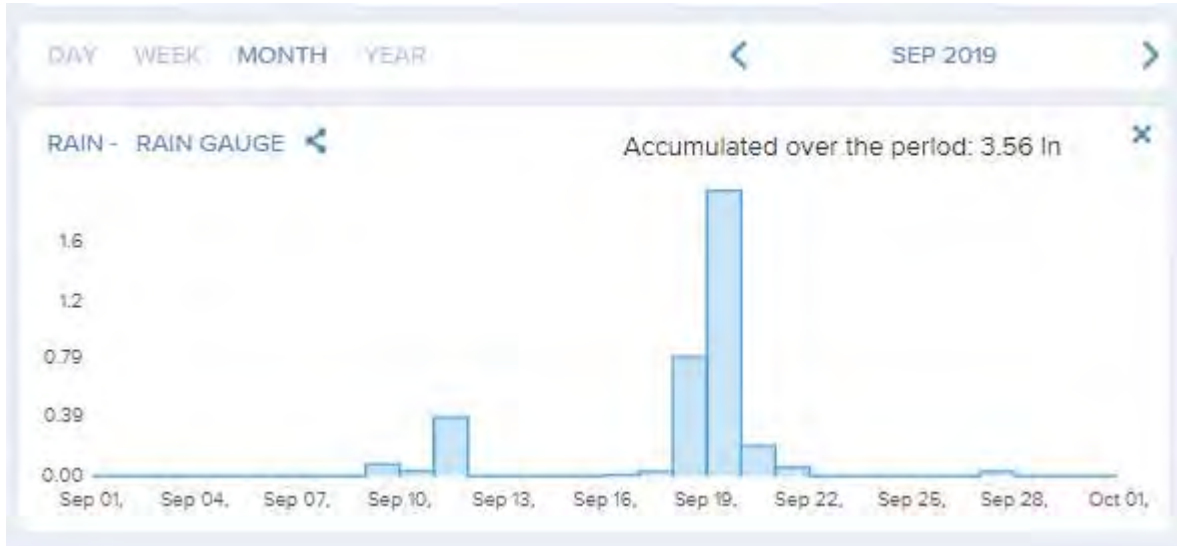 DAY WEEK MONTH YEAR SEP 2019
RAIN - RAIN GAUGE Accumulated over the period: 3.56 In
1.6
1.2
0.79
0.39
0.00
Sep 01, Sep 04, Sep 07, Sep 10, Sep 13, Sep 16, Sep 19, Sep 22, Sep 25, Sep 28, Oct 01,